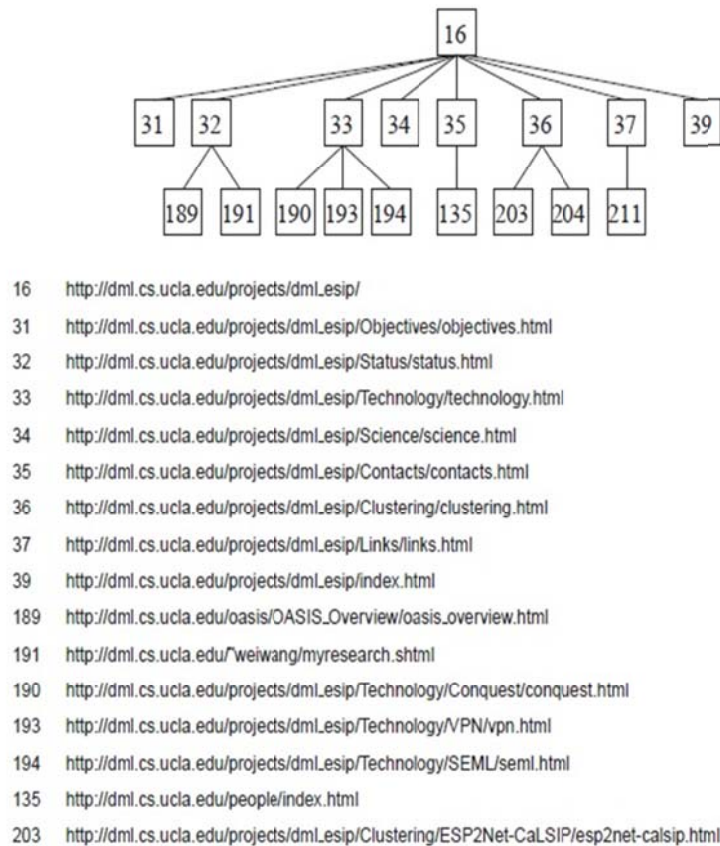 16
31 32 33 34 35 36 37 39
189 191 190 193 194 135 203 204 211
16 http://dml.cs.ucla.edu/projects/dml_esip/
31 http://dml.cs.ucla.edu/projects/dml_esip/Objectives/objectives.html
32 http://dml.cs.ucla.edu/projects/dml_esip/Status/status.html
33 http://dml.cs.ucla.edu/projects/dml_esip/Technology/technology.html
34 http://dml.cs.ucla.edu/projects/dml_esip/Science/science.html
35 http://dml.cs.ucla.edu/projects/dml_esip/Contacts/contacts.html
36 http://dml.cs.ucla.edu/projects/dml_esip/Clustering/clustering.html
37 http://dml.cs.ucla.edu/projects/dml_esip/Links/links.html
39 http://dml.cs.ucla.edu/projects/dml_esip/index.html
189 http://dml.cs.ucla.edu/oasis/OASIS_Overview/oasis_overview.html
191 http://dml.cs.ucla.edu/~weiwang/myresearch.shtml
190 http://dml.cs.ucla.edu/projects/dml_esip/Technology/Conquest/conquest.html
193 http://dml.cs.ucla.edu/projects/dml_esip/Technology/VPN/vpn.html
194 http://dml.cs.ucla.edu/projects/dml_esip/Technology/SEML/seml.html
135 http://dml.cs.ucla.edu/people/index.html
203 http://dml.cs.ucla.edu/projects/dml_esip/Clustering/ESP2Net-CaLSIP/esp2net-calsip.html